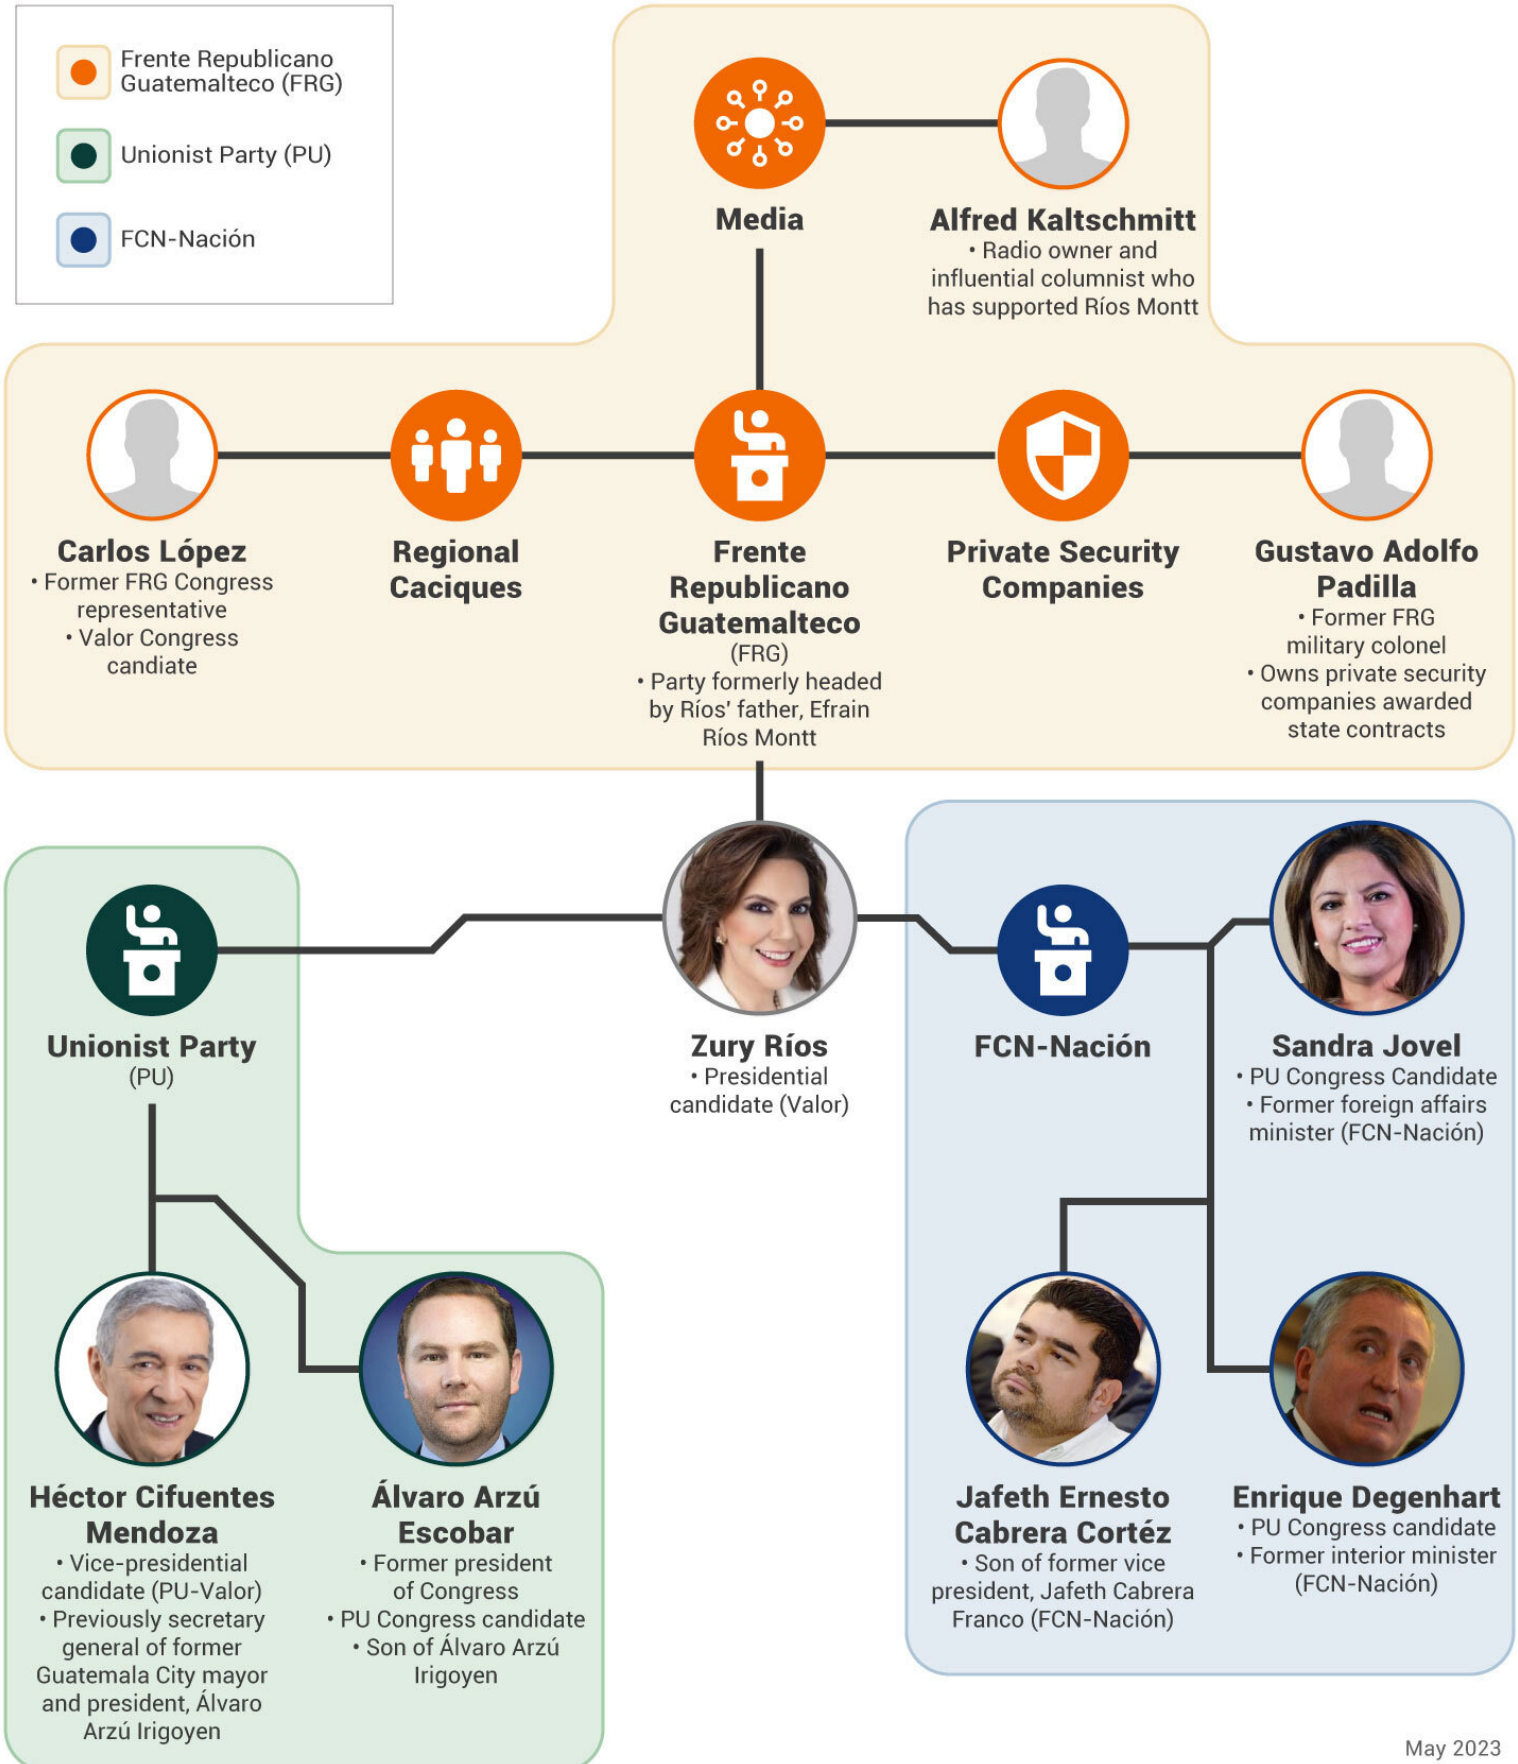 Frente Republicano
Guatemalteco (FRG)
Unionist Party (PU)
FCN-Nación
Media
Alfred Kaltschmitt
• Radio owner and
influential columnist who
has supported Ríos Montt
Carlos López
• Former FRG Congress
representative
• Valor Congress
candiate
Regional
Caciques
Frente
Republicano
Guatemalteco
(FRG)
• Party formerly headed
by Ríos' father, Efrain
Ríos Montt
Private Security
Companies
Gustavo Adolfo
Padilla
• Former FRG
military colonel
• Owns private security
companies awarded
state contracts
Unionist Party
(PU)
Zury Ríos
• Presidential
candidate (Valor)
FCN-Nación
Sandra Jovel
• PU Congress Candidate
• Former foreign affairs
minister (FCN-Nación)
Héctor Cifuentes
Mendoza
• Vice-presidential
candidate (PU-Valor)
• Previously secretary
general of former
Guatemala City mayor
and president, Álvaro
Arzú Irigoyen
Álvaro Arzú
Escobar
• Former president
of Congress
• PU Congress candidate
• Son of Álvaro Arzú
Irigoyen
Jafeth Ernesto
Cabrera Cortéz
• Son of former vice
president, Jafeth Cabrera
Franco (FCN-Nación)
Enrique Degenhart
• PU Congress candidate
• Former interior minister
(FCN-Nación)
May 2023